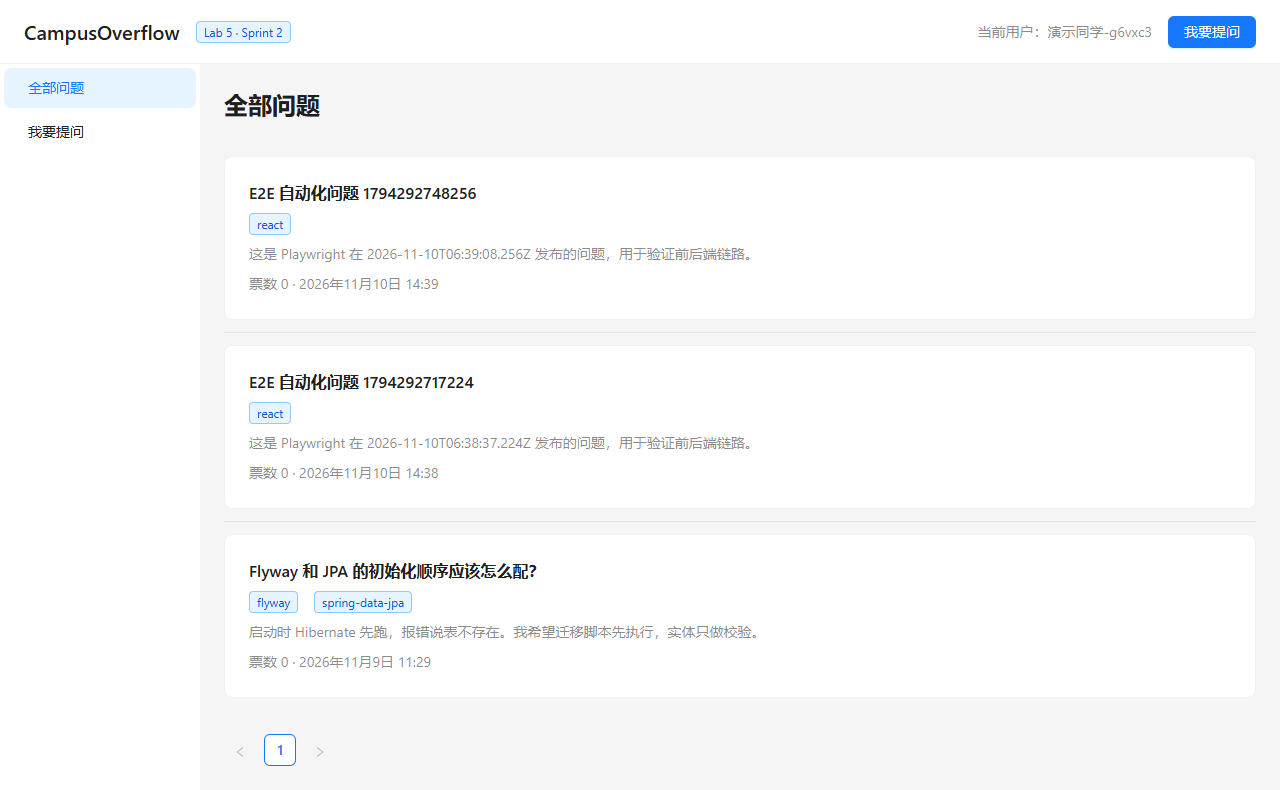 CampusOverflow
Lab 5 · Sprint 2
当前用户：演示同学-g6vxc3
我要提问
全部问题
我要提问
全部问题
E2E 自动化问题 1794292748256
react
这是 Playwright 在 2026-11-10T06:39:08.256Z 发布的问题，用于验证前后端链路。
票数 0 · 2026年11月10日 14:39
E2E 自动化问题 1794292717224
react
这是 Playwright 在 2026-11-10T06:38:37.224Z 发布的问题，用于验证前后端链路。
票数 0 · 2026年11月10日 14:38
Flyway 和 JPA 的初始化顺序应该怎么配？
flyway spring-data-jpa
启动时 Hibernate 先跑，报错说表不存在。我希望迁移脚本先执行，实体只做校验。
票数 0 · 2026年11月9日 11:29
< 1 >